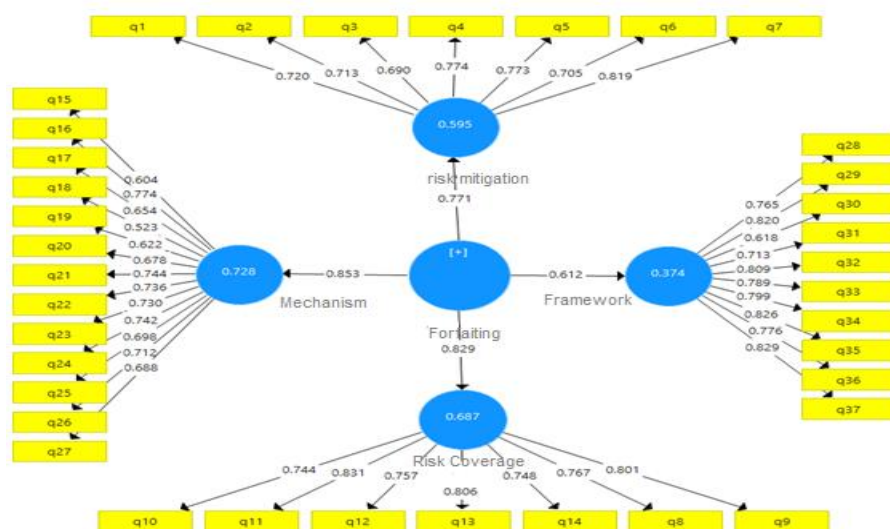 q1 q2 q3 q4 q5 q6 q7
0.720 0.713 0.690 0.774 0.773 0.705 0.819
0.595
risk mitigation
0.771
q15
q16
q17
q18
q19
q20
q21
q22
q23
q24
q25
q26
q27
0.604
0.774
0.654
0.523
0.622
0.678
0.744
0.736
0.730
0.742
0.698
0.712
0.688
0.728
Mechanism
0.853
[+]
Forfaiting
0.612
0.374
Framework
0.765
0.820
0.618
0.713
0.809
0.789
0.799
0.826
0.776
0.829
q28
q29
q30
q31
q32
q33
q34
q35
q36
q37
0.829
0.687
Risk Coverage
0.744 0.831 0.757 0.806 0.748 0.767 0.801
q10 q11 q12 q13 q14 q8 q9